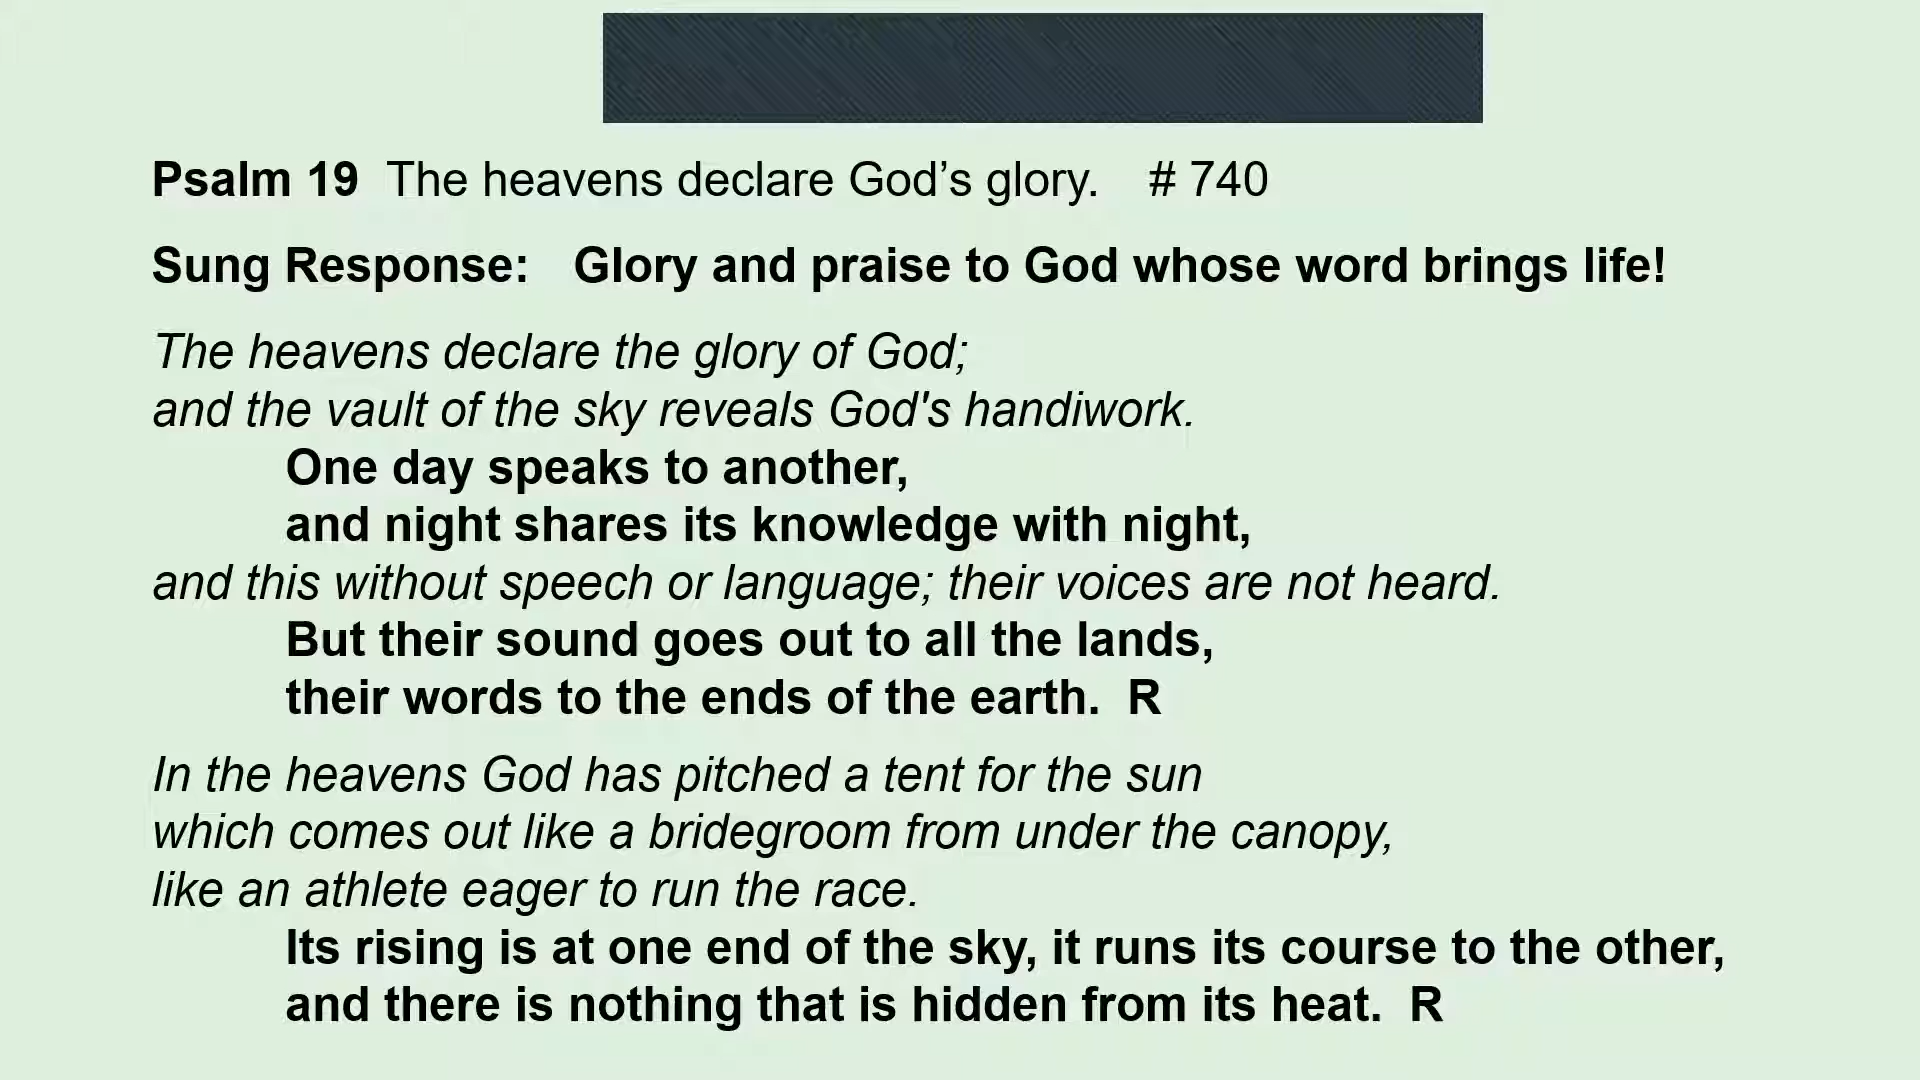 Psalm 19 The heavens declare God’s glory. # 740
Sung Response: Glory and praise to God whose word brings life!
The heavens declare the glory of God;
and the vault of the sky reveals God's handiwork.
One day speaks to another,
and night shares its knowledge with night,
and this without speech or language; their voices are not heard.
But their sound goes out to all the lands,
their words to the ends of the earth. R
In the heavens God has pitched a tent for the sun
which comes out like a bridegroom from under the canopy,
like an athlete eager to run the race.
Its rising is at one end of the sky, it runs its course to the other,
and there is nothing that is hidden from its heat. R